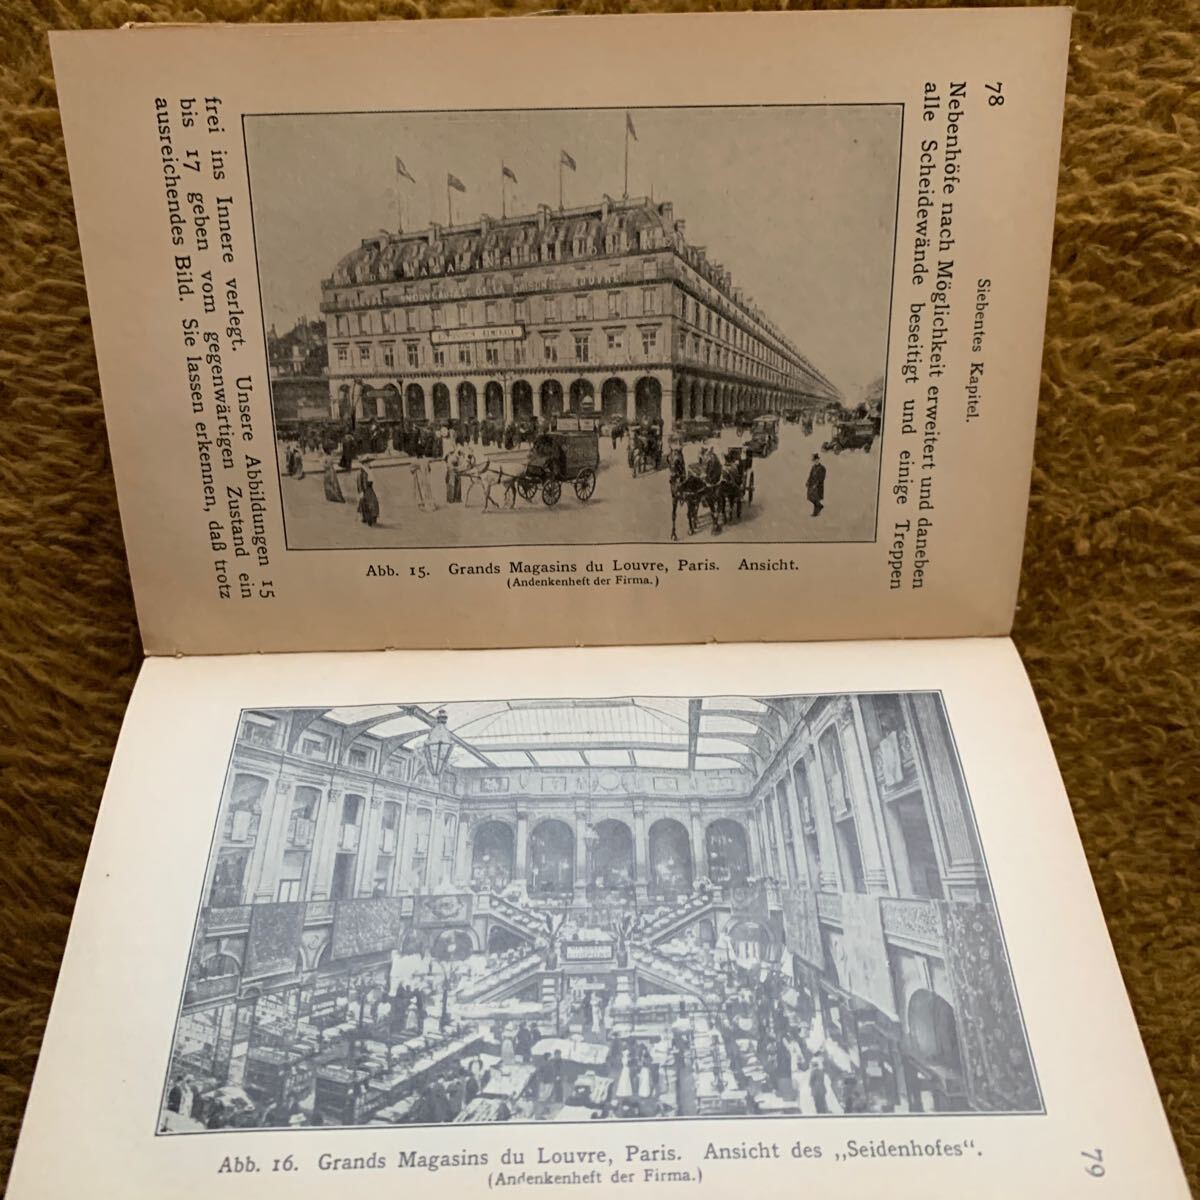 78
Siebentes Kapitel.
Nebenhöfe nach Möglichkeit erweitert und daneben
alle Scheidewände beseitigt und einige Treppen
Abb. 15. Grands Magasins du Louvre, Paris. Ansicht.
(Andenkenheft der Firma.)
frei ins Innere verlegt. Unsere Abbildungen 15
bis 17 geben vom gegenwärtigen Zustand ein
ausreichendes Bild. Sie lassen erkennen, daß trotz
Abb. 16. Grands Magasins du Louvre, Paris. Ansicht des „Seidenhofes“.
(Andenkenheft der Firma.)
79